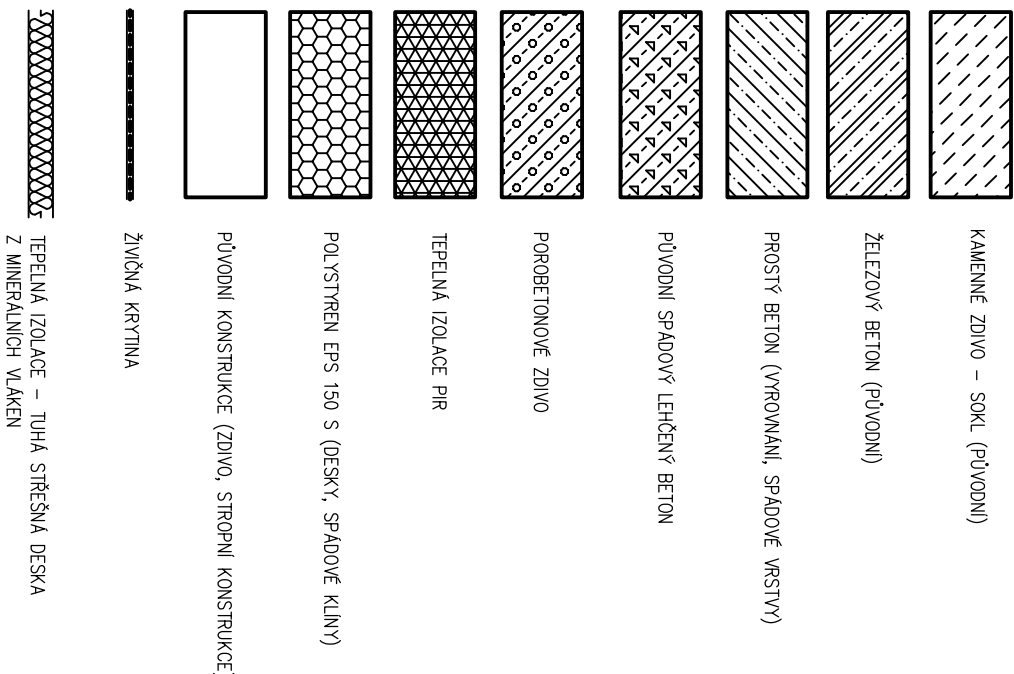 KAMENNÉ ZDIVO – SOKL (PŮVODNÍ)
ŽELEZOVÝ BETON (PŮVODNÍ)
PROSTÝ BETON (VYROVNÁNÍ, SPÁDOVÉ VRSTVY)
PŮVODNÍ SPÁDOVÝ LEHČENÝ BETON
POROBETONOVÉ ZDIVO
TEPELNÁ IZOLACE PIR
POLYSTYREN EPS 150 S (DESKY, SPÁDOVÉ KLÍNY)
PŮVODNÍ KONSTRUKCE (ZDIVO, STROPNÍ KONSTRUKCE)
ŽIVIČNÁ KRYTINA
TEPELNÁ IZOLACE – TUHÁ STŘEŠNÁ DESKA
Z MINERÁLNÍCH VLÁKEN